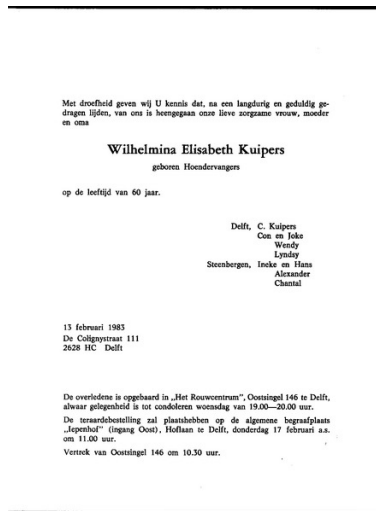 Met droefheid geven wij U kennis dat, na een langdurig en geduldig ge-
dragen lijden, van ons is heengegaan onze lieve zorgzame vrouw, moeder
en oma
Wilhelmina Elisabeth Kuipers
geboren Hoendervangers
op de leeftijd van 60 jaar.
Delft, C. Kuipers
Con en Joke
Wendy
Lynday
Steenbergen, Ineke en Hans
Alexander
Chantal
13 februari 1983
De Colignystraat 111
2628 HC Delft
De overledene is opgebaard in „Het Rouwcentrum”, Oostsingel 146 te Delft,
alwaar gelegenheid is tot condoleren woensdag van 19.00—20.00 uur.
De teraardebestelling zal plaatshebben op de algemene begraafplaats
„Iepenhof” (ingang Oost), Hoflaan te Delft, donderdag 17 februari a.s.
om 11.00 uur.
Vertrek van Oostsingel 146 om 10.30 uur.